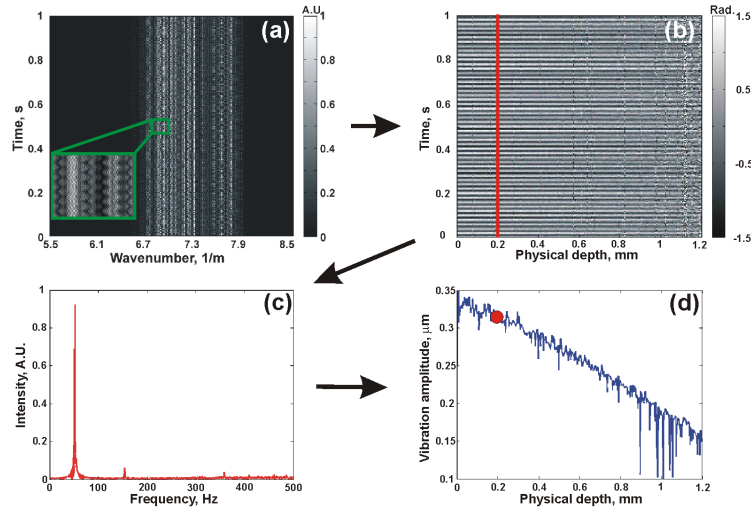 A.U.
(a)
1
0.8
0.6
0.4
0.2
0
Time, s
1
0.8
0.6
0.4
0.2
0
5.5 6.1 6.7 7.3 7.9 8.5
Wavenumber, 1/m
Rad.
(b)
1.5
0.5
-0.5
-1.5
Time, s
1
0.8
0.6
0.4
0.2
0
0 0.2 0.4 0.6 0.8 1 1.2
Physical depth, mm
(c)
Intensity, A.U.
1
0.8
0.6
0.4
0.2
0
0 100 200 300 400 500
Frequency, Hz
(d)
Vibration amplitude, μm
0.35
0.3
0.25
0.2
0.15
0.1
0 0.2 0.4 0.6 0.8 1 1.2
Physical depth, mm